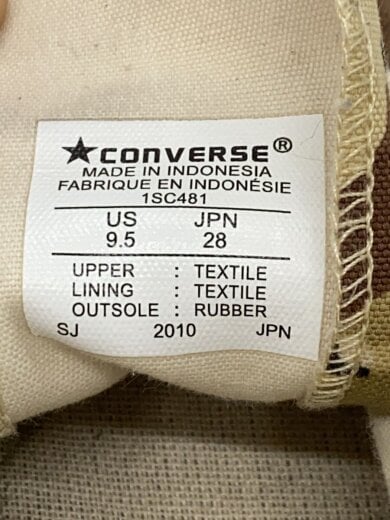 ★CONVERSE®
MADE IN INDONESIA
FABRIQUE EN INDONÉSIE
1SC481
US JPN
9.5 28
UPPER : TEXTILE
LINING : TEXTILE
OUTSOLE : RUBBER
SJ 2010 JPN